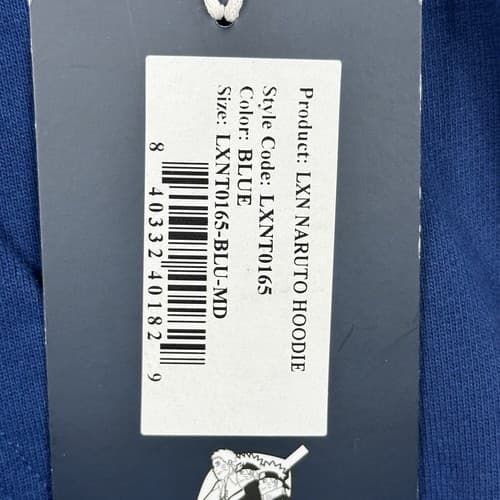 Product: LXN NARUTO HOODIE
Style Code: LXNT0165
Color: BLUE
Size: LXNT0165-BLU-MD
8 40332 40182 9